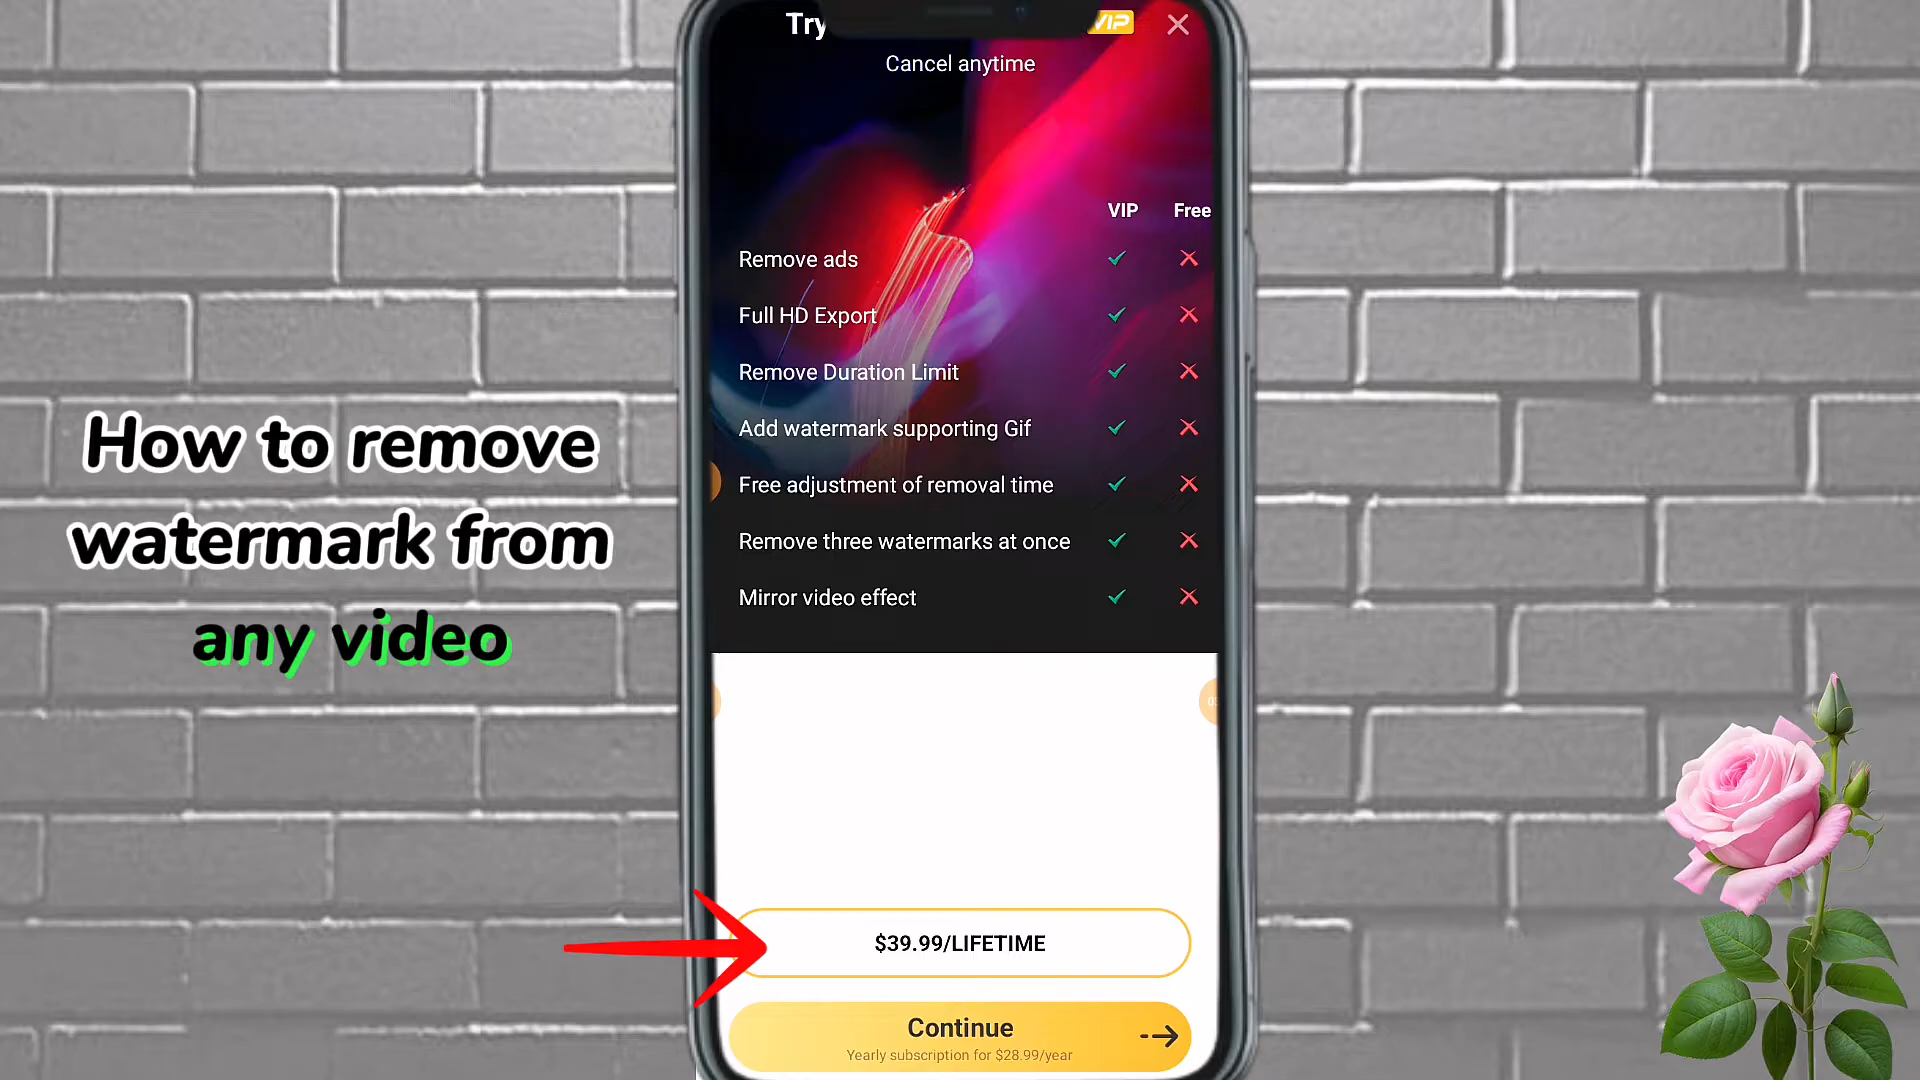 Try
VIP
Cancel anytime
VIP Free
Remove ads
Full HD Export
Remove Duration Limit
Add watermark supporting Gif
Free adjustment of removal time
Remove three watermarks at once
Mirror video effect
How to remove
watermark from
any video
$39.99/LIFETIME
Continue
Yearly subscription for $28.99/year